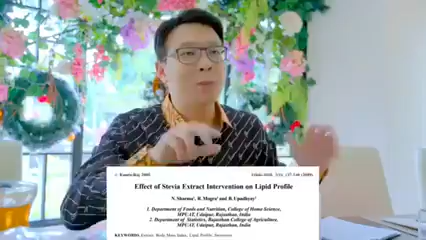 Effect of Stevia Extract Intervention on Lipid Profile
N. Sharma¹, R. Mogra¹ and B. Upadhyay²
1. Department of Foods and Nutrition, College of Home Science,
MPUAT, Udaipur, Rajasthan, India
2. Department of Statistics, Rajasthan College of Agriculture,
MPUAT, Udaipur, Rajasthan, India
KEYWORDS